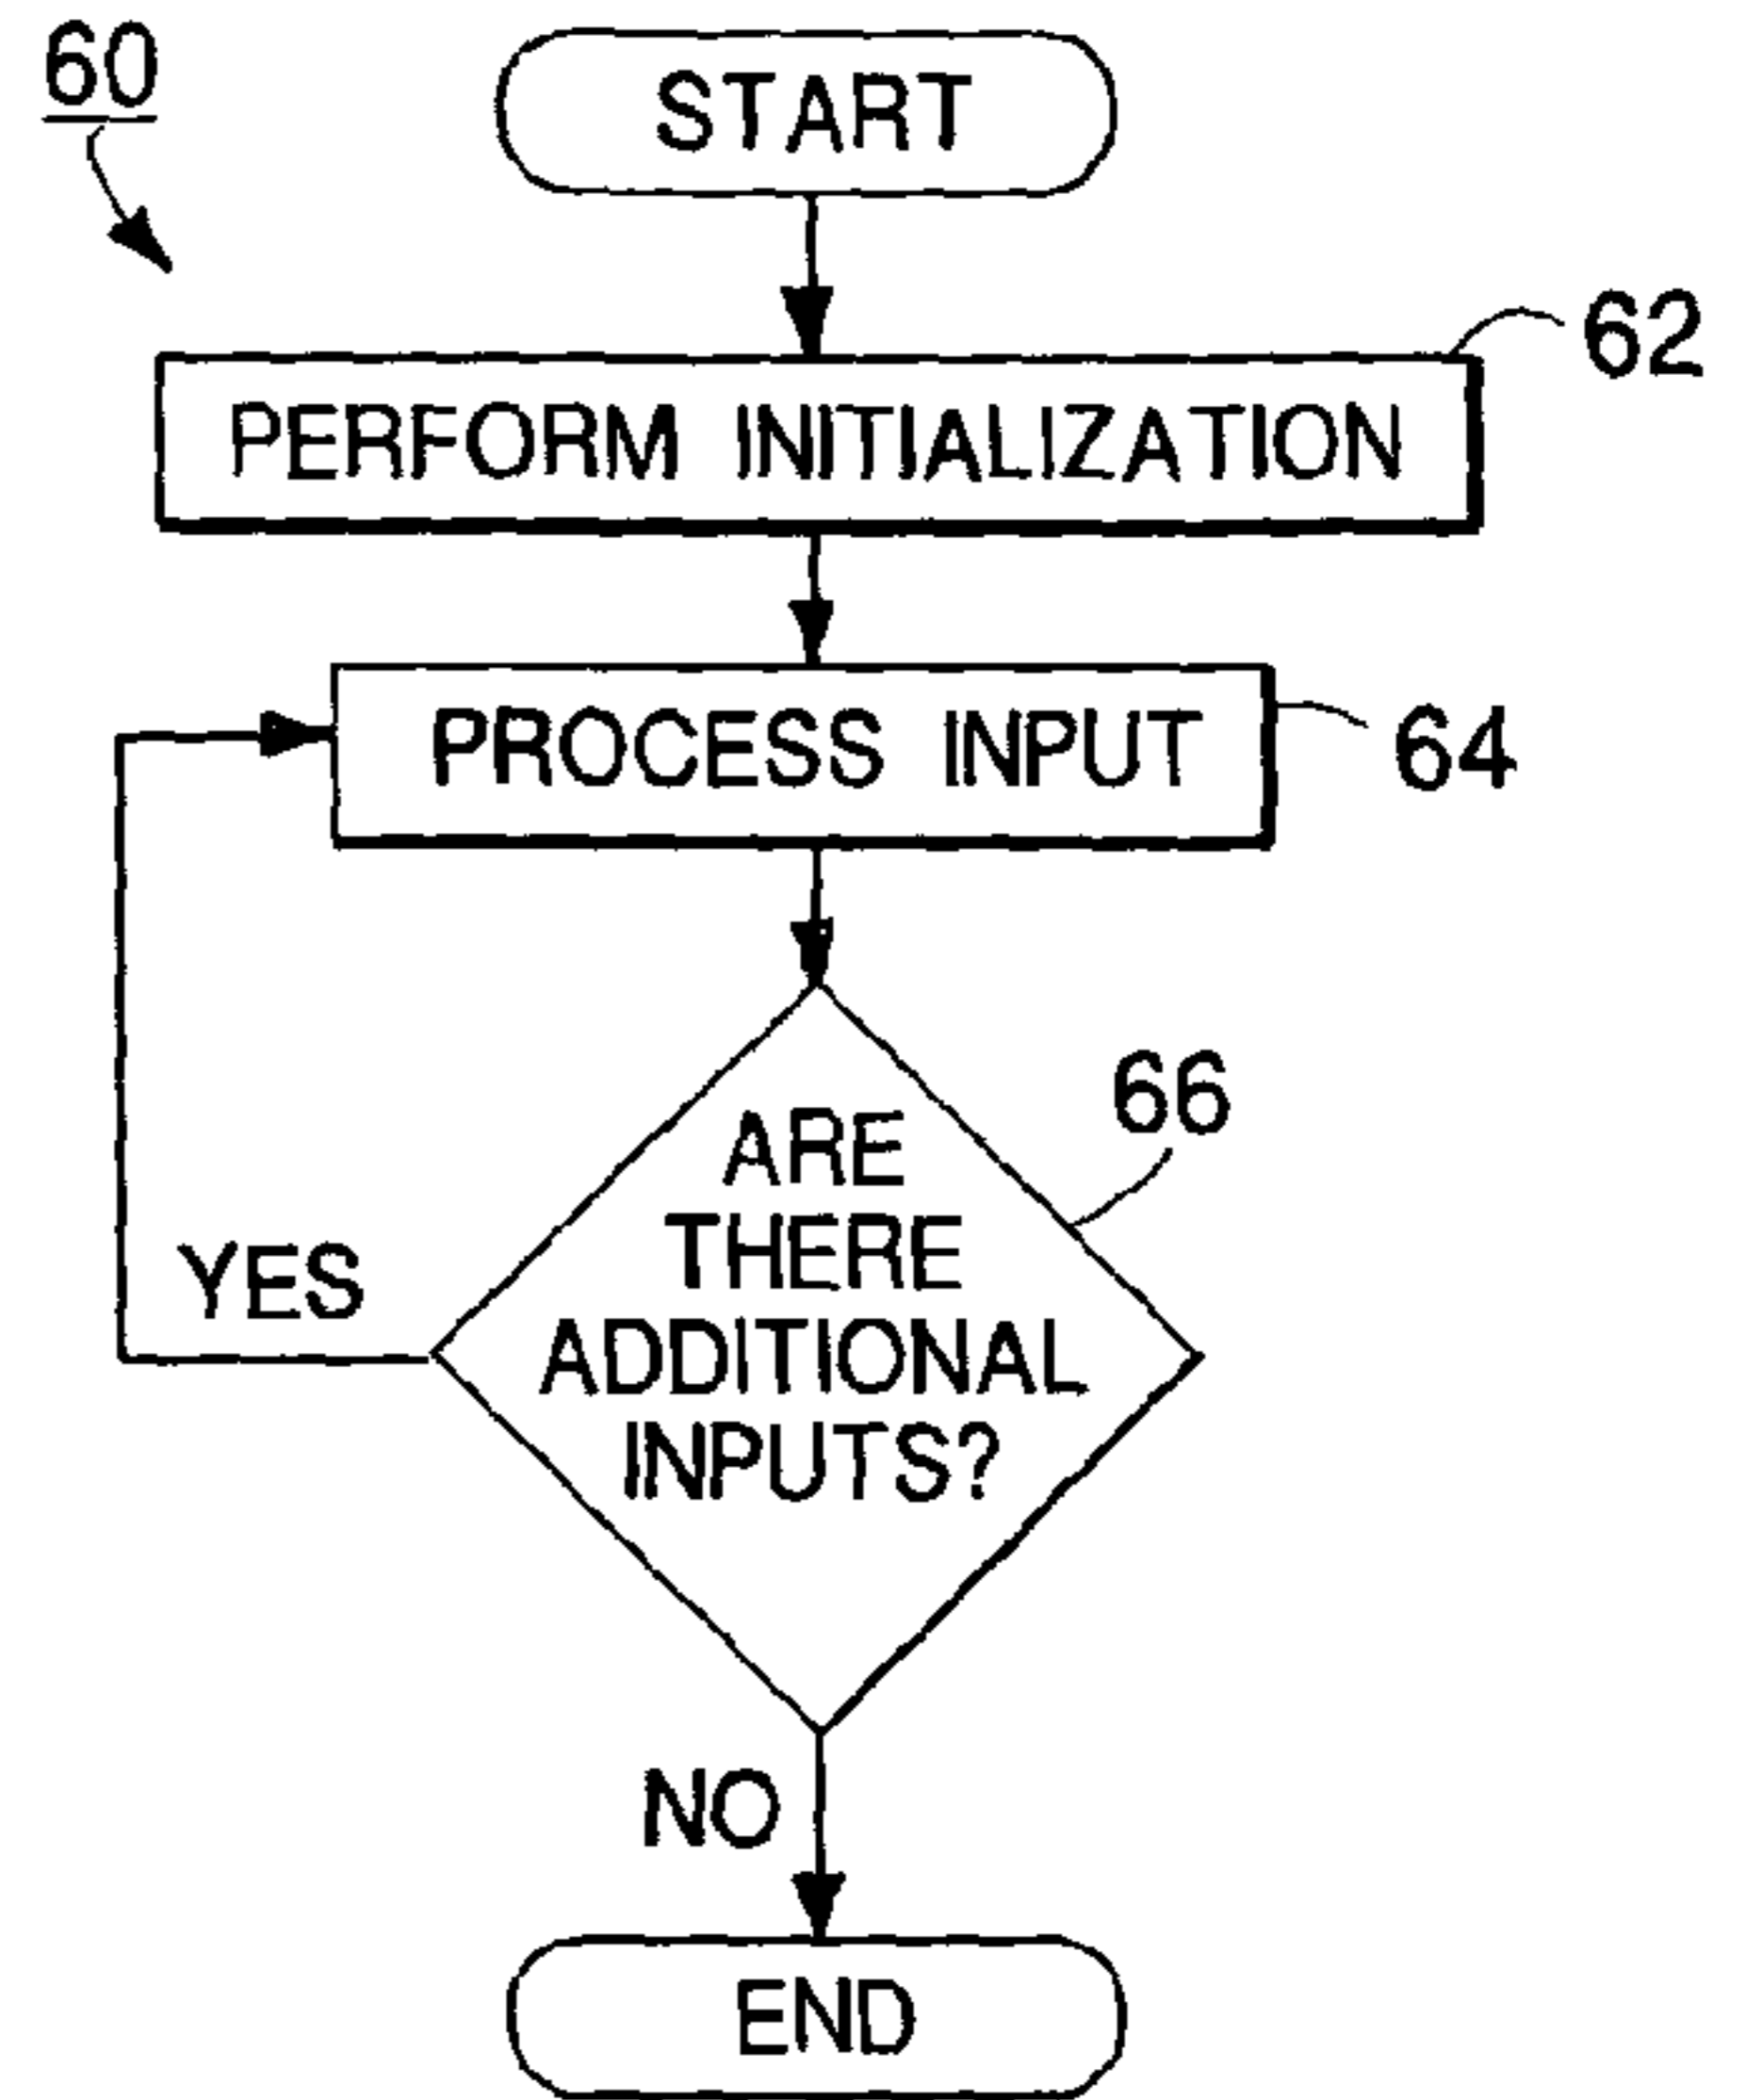 60
START
62
PERFORM INITIALIZATION
PROCESS INPUT
64
66
ARE
THERE
ADDITIONAL
INPUTS?
YES
NO
END